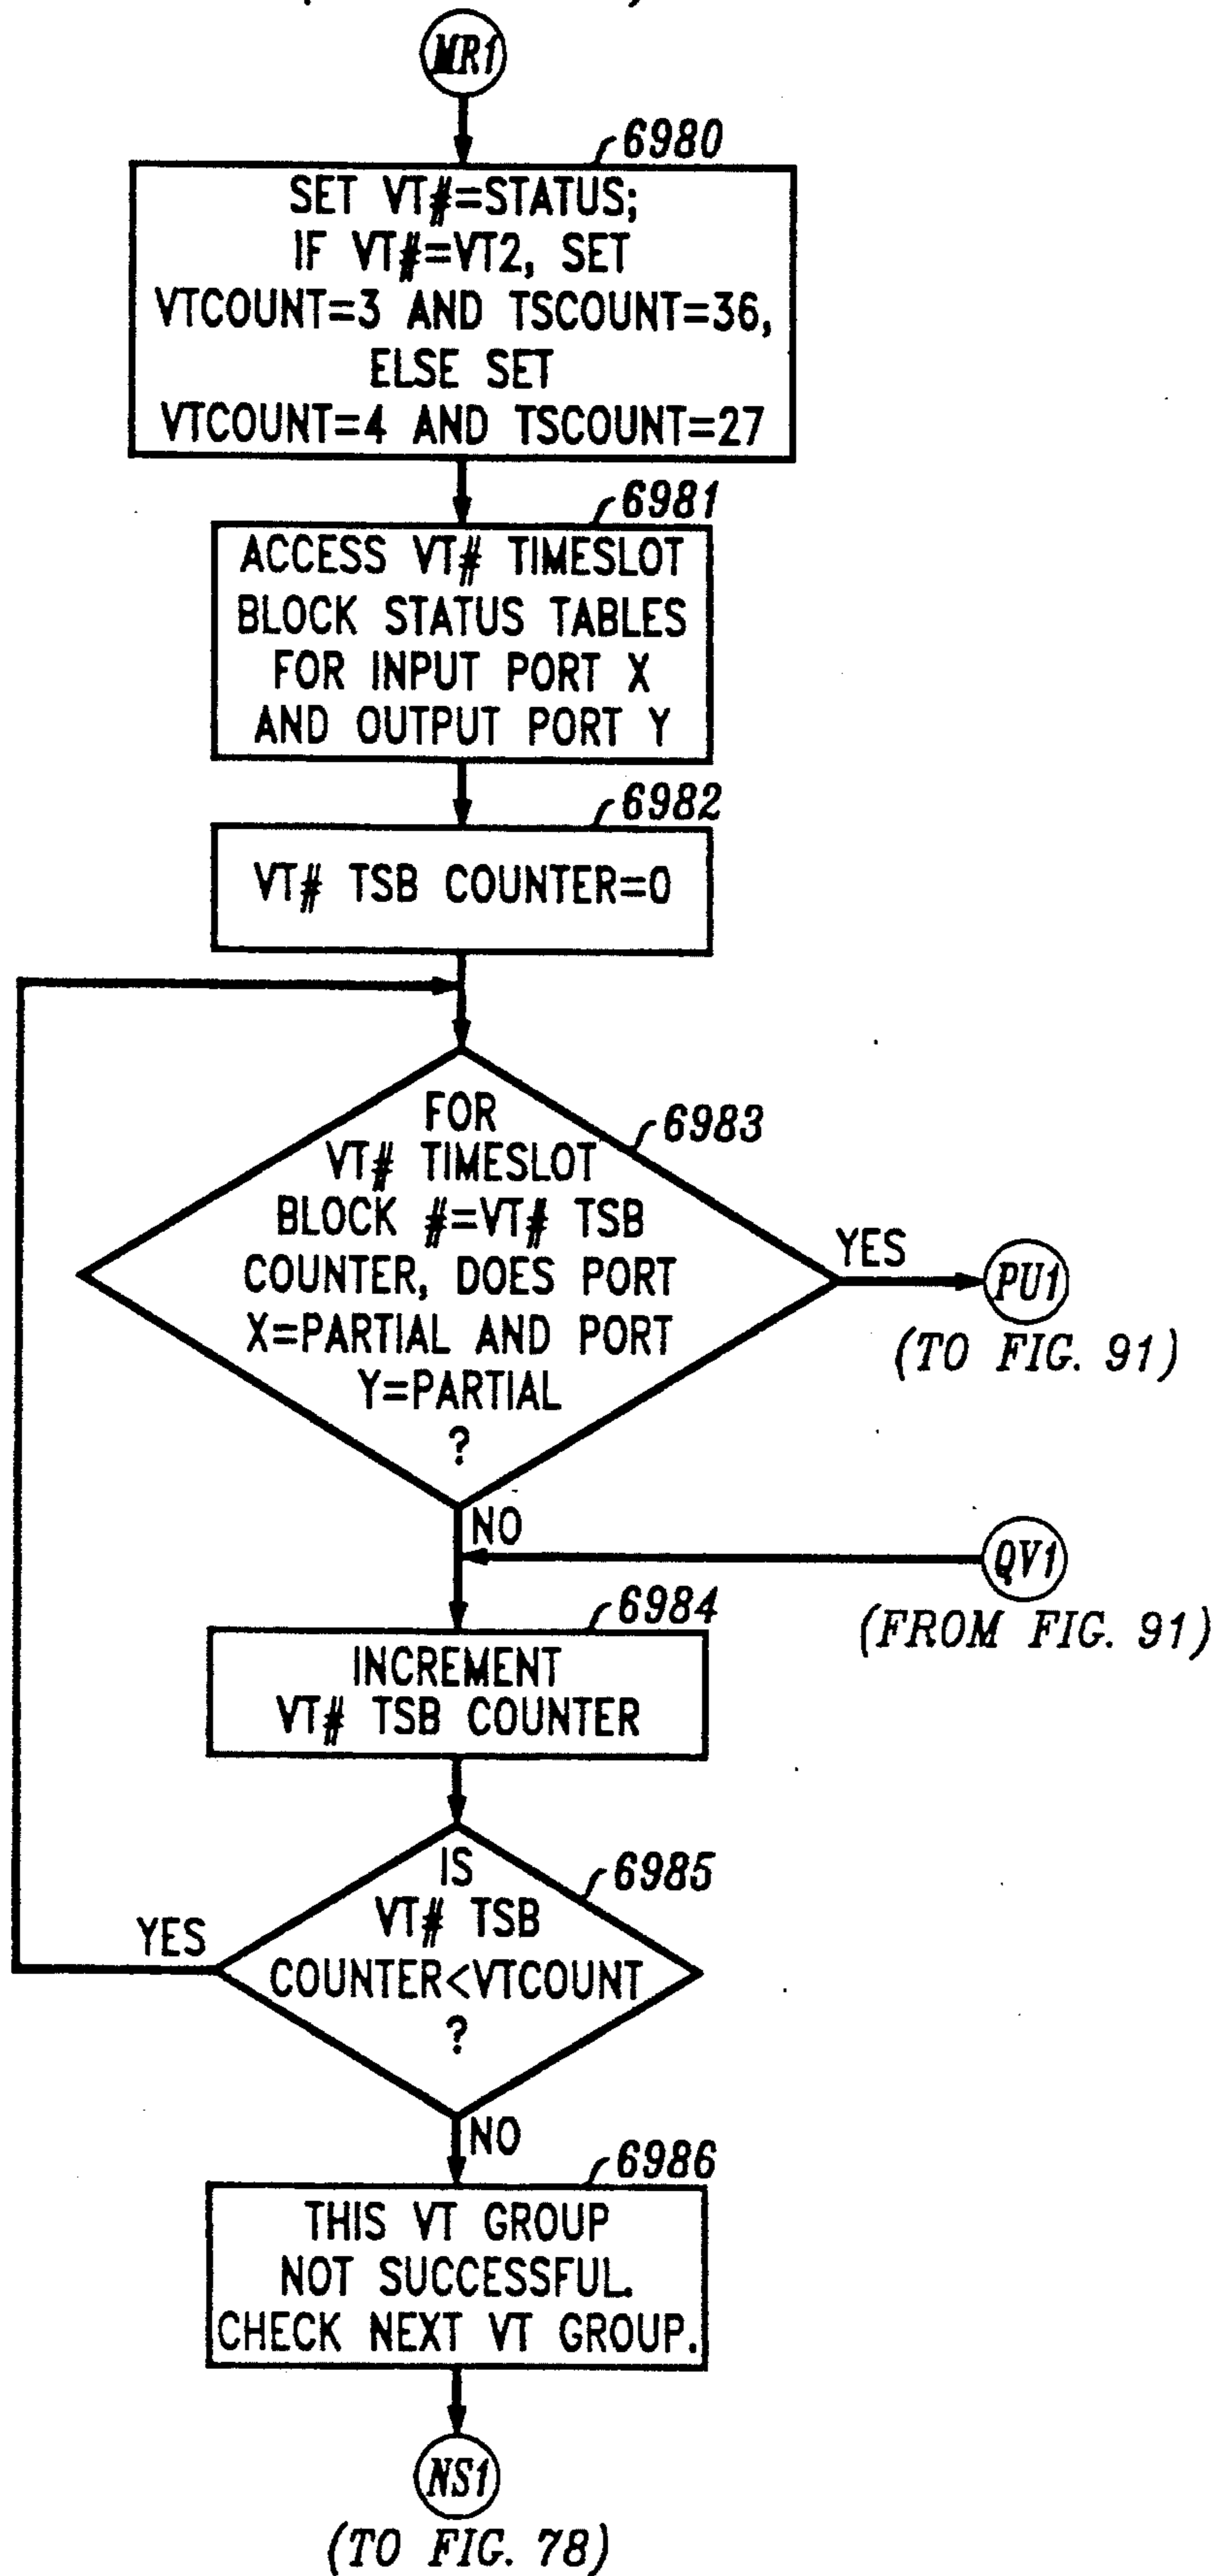 MR1
6980
SET VT#=STATUS;
IF VT#=VT2, SET
VTCOUNT=3 AND TSCOUNT=36,
ELSE SET
VTCOUNT=4 AND TSCOUNT=27
6981
ACCESS VT# TIMESLOT
BLOCK STATUS TABLES
FOR INPUT PORT X
AND OUTPUT PORT Y
6982
VT# TSB COUNTER=0
6983
FOR
VT# TIMESLOT
BLOCK #=VT# TSB
COUNTER, DOES PORT
X=PARTIAL AND PORT
Y=PARTIAL
?
YES
PU1
(TO FIG. 91)
NO
QV1
(FROM FIG. 91)
6984
INCREMENT
VT# TSB COUNTER
6985
IS
VT# TSB
COUNTER<VTCOUNT
?
YES
NO
6986
THIS VT GROUP
NOT SUCCESSFUL.
CHECK NEXT VT GROUP.
NS1
(TO FIG. 78)